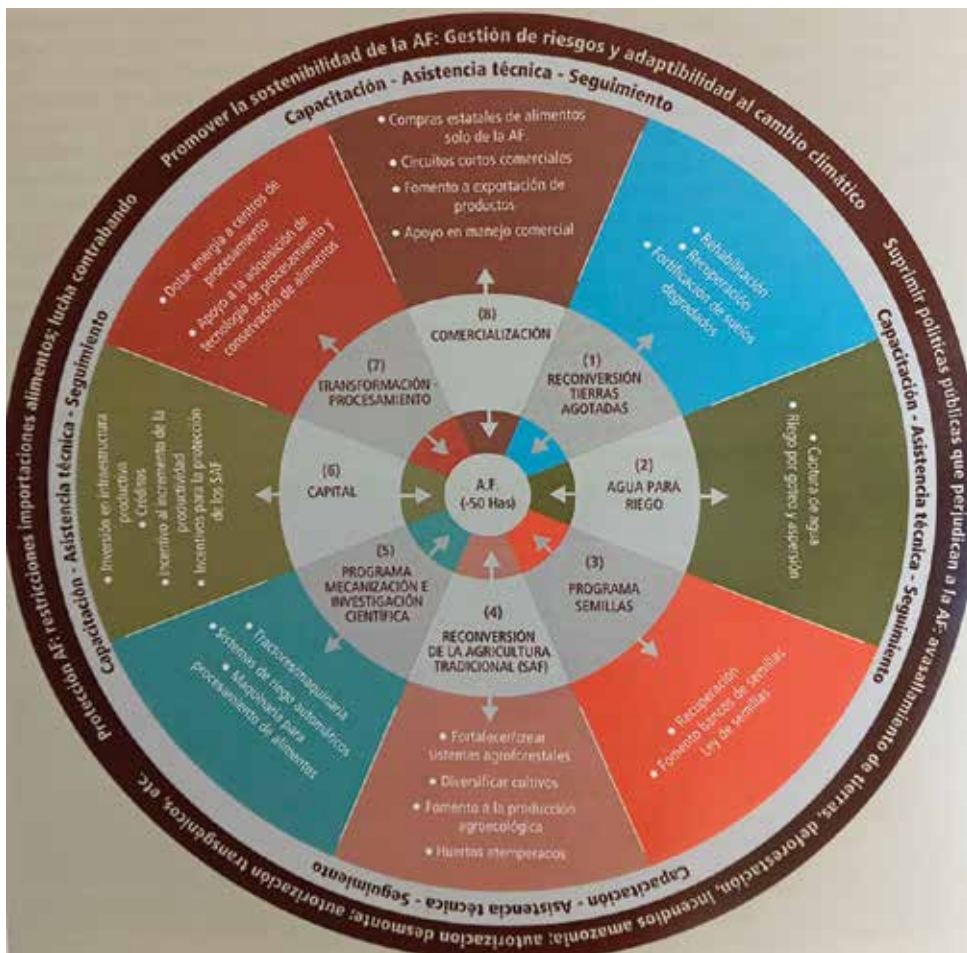 Promover la sostenibilidad de la AF: Gestión de riesgos y adaptibilidad al cambio climático
Suprimir políticas publicas que perjudican a la AF: avasallamiento de tierras, deforestación, incendios amazonía; autorizacion desmonte; autorización transgénicos, etc.
Protección AF: restricciones importaciones alimentos; lucha contrabando
Capacitación - Asistencia técnica - Seguimiento
Capacitación - Asistencia técnica - Seguimiento
Capacitación - Asistencia técnica - Seguimiento
Capacitación - Asistencia técnica - Seguimiento
• Compras estatales de alimentos
solo de la AF
• Circuitos cortos comerciales
• Fomento a exportación de
productos
• Apoyo en manejo comercial
(8)
COMERCIALIZACIÓN
• Rehabilitación
• Recuperación
• Fortificación de suelos
degradados
(1)
RECONVERSIÓN
TIERRAS
AGOTADAS
• Captura de agua
• Riego por goteo y aspersión
(2)
AGUA PARA
RIEGO
• Recuperación
• Fomento bancos de semillas,
Ley de semillas
(3)
PROGRAMA
SEMILLAS
(4)
RECONVERSIÓN
DE LA AGRICULTURA
TRADICIONAL (SAF)
• Fortalecer/crear
sistemas agroforestales
• Diversificar cultivos
• Fomento a la producción
agroecológica
• Huertos atemperados
(5)
PROGRAMA
MECANIZACIÓN E
INVESTIGACIÓN
CIENTÍFICA
• Tractores/maquinaria
• Sistemas de riego automáticos
• Maquinaria para
procesamiento de alimentos
(6)
CAPITAL
• Inversión en infraestructura
productiva
• Créditos
• Incentivo al incremento de la
productividad
• Incentivos para la protección
de los SAF
(7)
TRANSFORMACIÓN -
PROCESAMIENTO
• Dotar energía a centros de
procesamiento
• Apoyo a la adquisición de
tecnología de procesamiento y
conservación de alimentos
A.F.
(-50 Has)